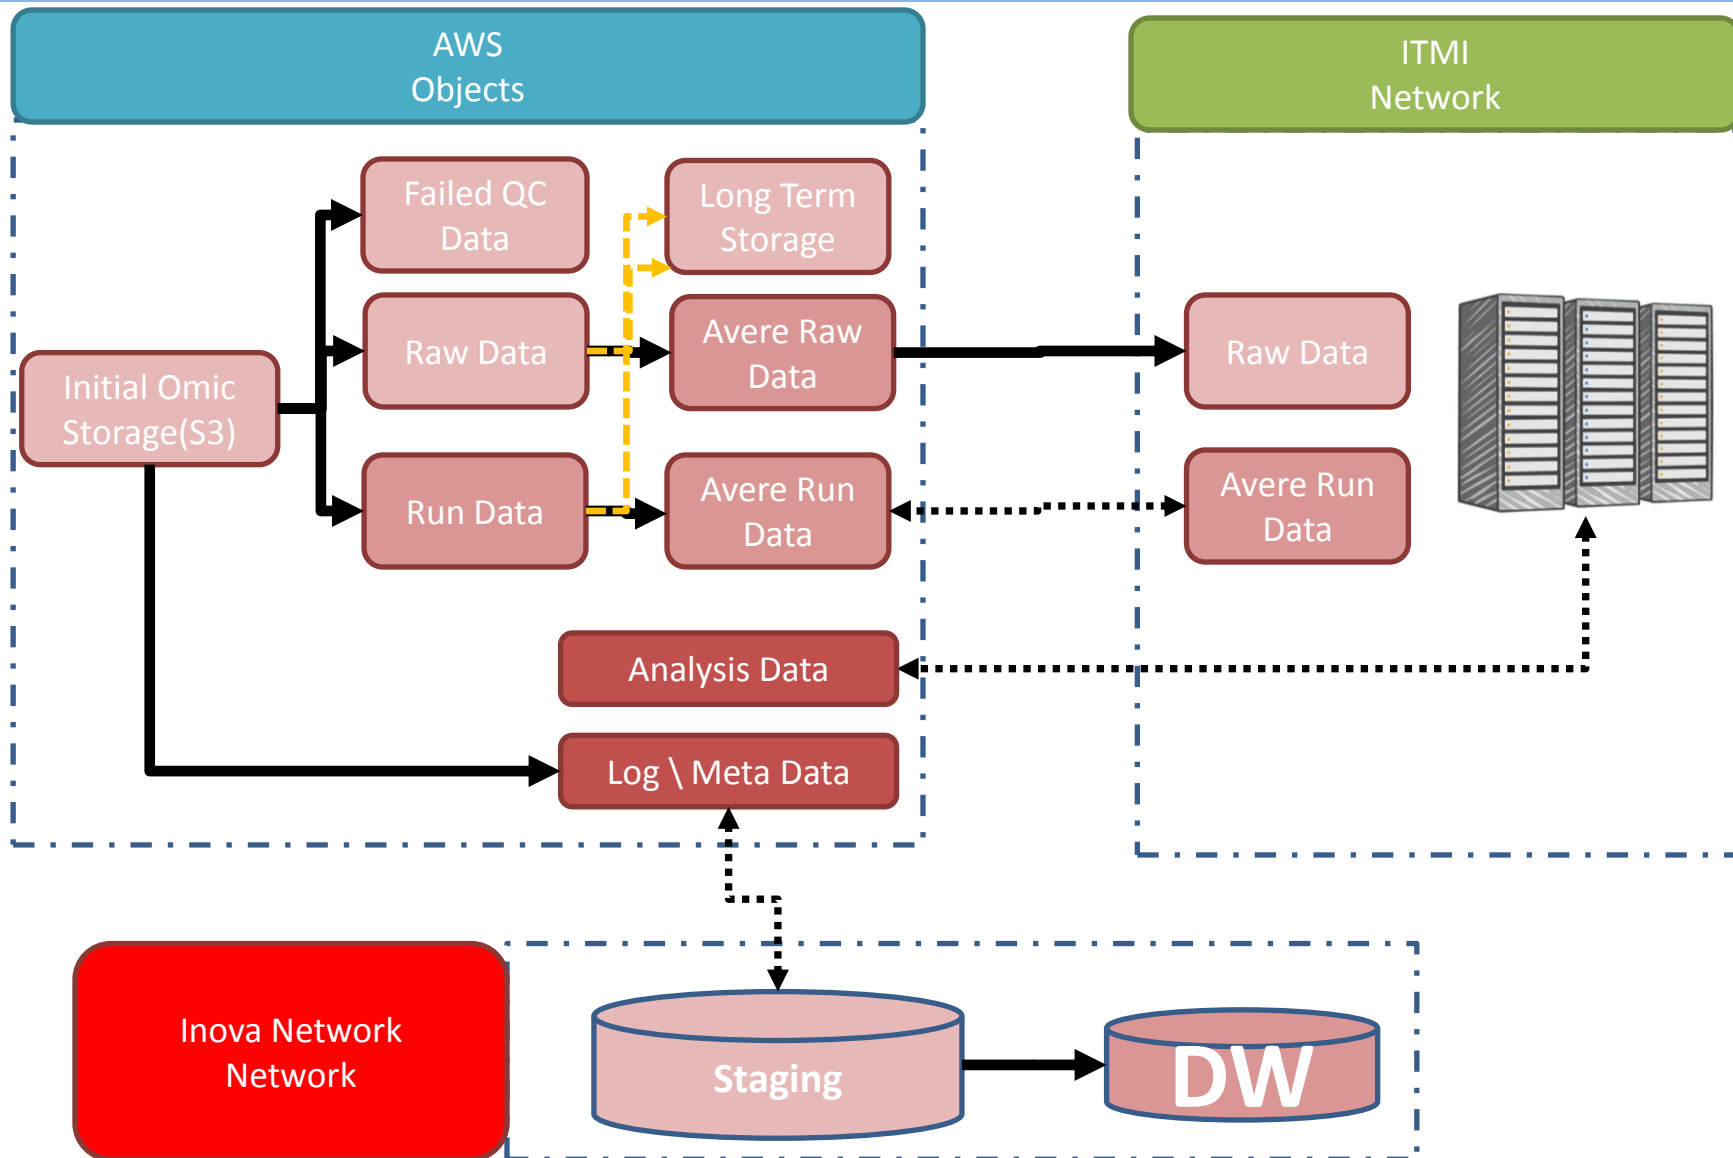 AWS
Objects
ITMI
Network
Failed QC
Data
Long Term
Storage
Raw Data
Avere Raw
Data
Raw Data
Initial Omic
Storage(S3)
Run Data
Avere Run
Data
Avere Run
Data
Analysis Data
Log \ Meta Data
Inova Network
Network
Staging
DW